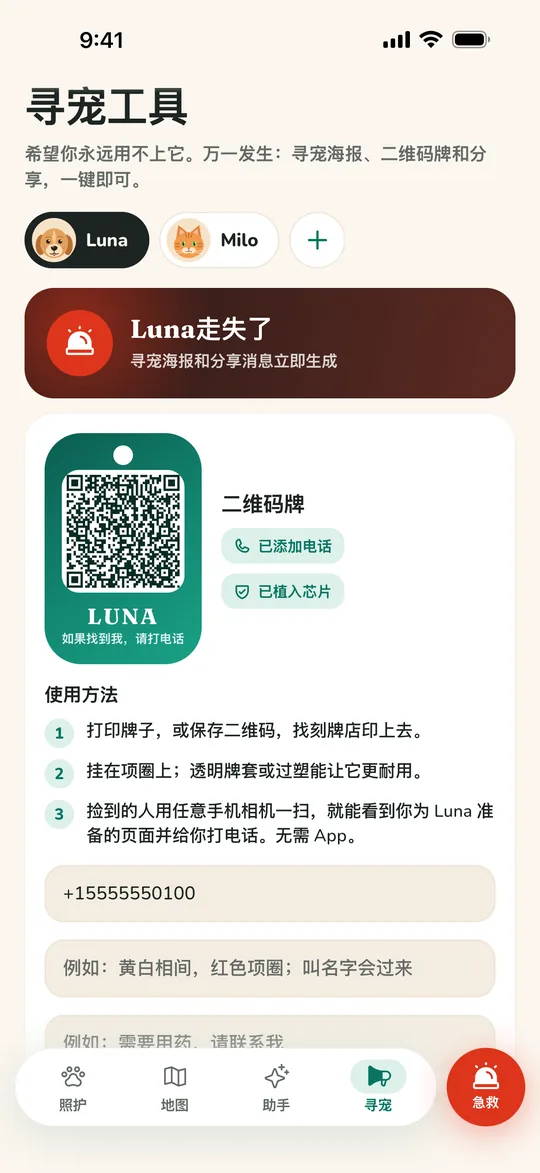 9:41
寻宠工具
希望你永远用不上它。万一发生：寻宠海报、二维码牌和分
享，一键即可。
Luna
Milo
Luna走失了
寻宠海报和分享消息立即生成
二维码牌
已添加电话
已植入芯片
LUNA
如果找到我，请打电话
使用方法
1 打印牌子，或保存二维码，找刻牌店印上去。
2 挂在项圈上；透明牌套或过塑能让它更耐用。
3 捡到的人用任意手机相机一扫，就能看到你为 Luna 准
备的页面并给你打电话。无需 App。
+15555550100
例如：黄白相间，红色项圈；叫名字会过来
例如：需要用药，请联系我
照护
地图
助手
寻宠
急救